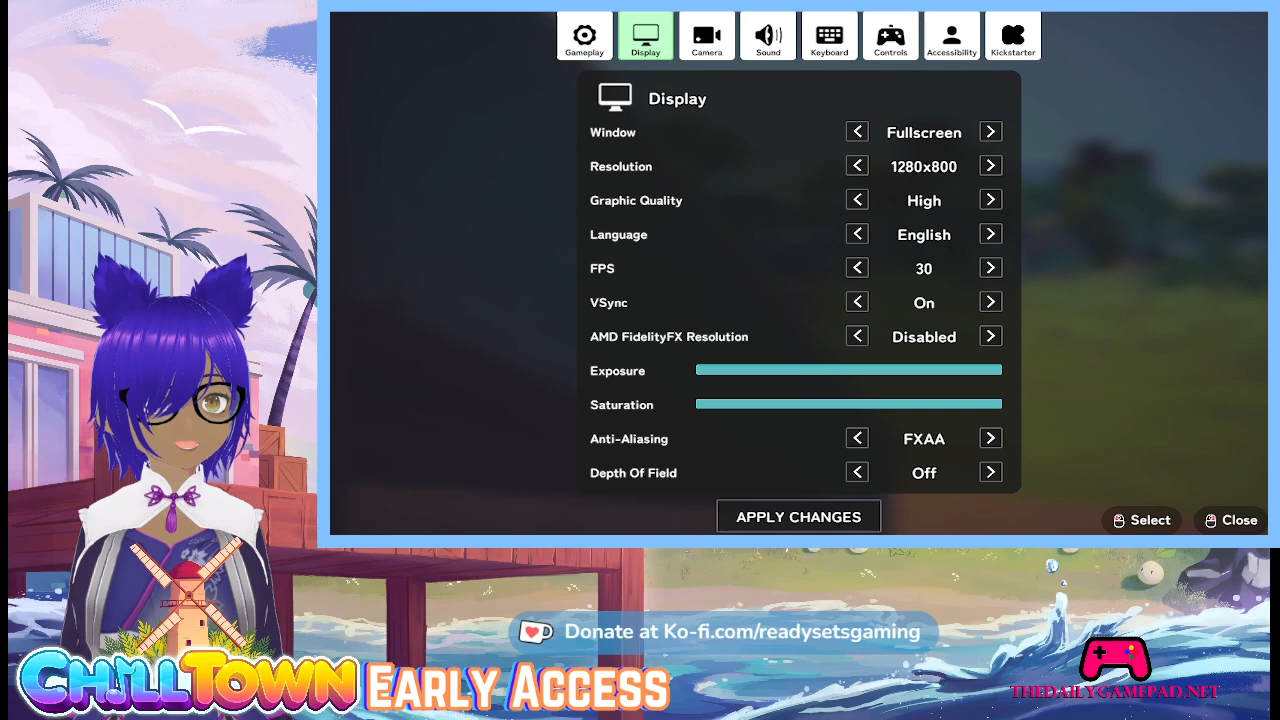 Gameplay Display Camera Sound Keyboard Controls Accessibility Kickstarter
Display
Window Fullscreen
Resolution 1280x800
Graphic Quality High
Language English
FPS 30
VSync On
AMD FidelityFX Resolution Disabled
Exposure
Saturation
Anti-Aliasing FXAA
Depth Of Field Off
APPLY CHANGES
Select Close
Donate at Ko-fi.com/readysetsgaming
CHILLTOWN EARLY ACCESS
THEDAILYGAMEPAD.NET